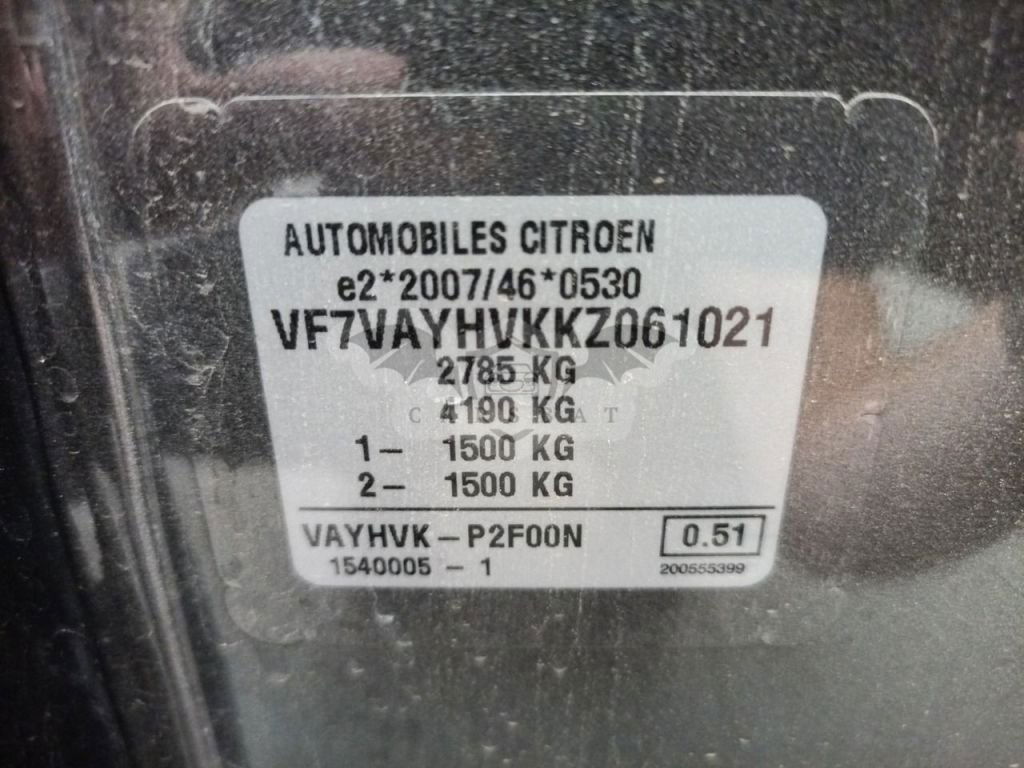 AUTOMOBILES CITROEN
e2*2007/46*0530
VF7VAYHVKKZ061021
2785 KG
4190 KG
1- 1500 KG
2- 1500 KG
VAYHVK-P2F00N
0.51
1540005 - 1
200555399